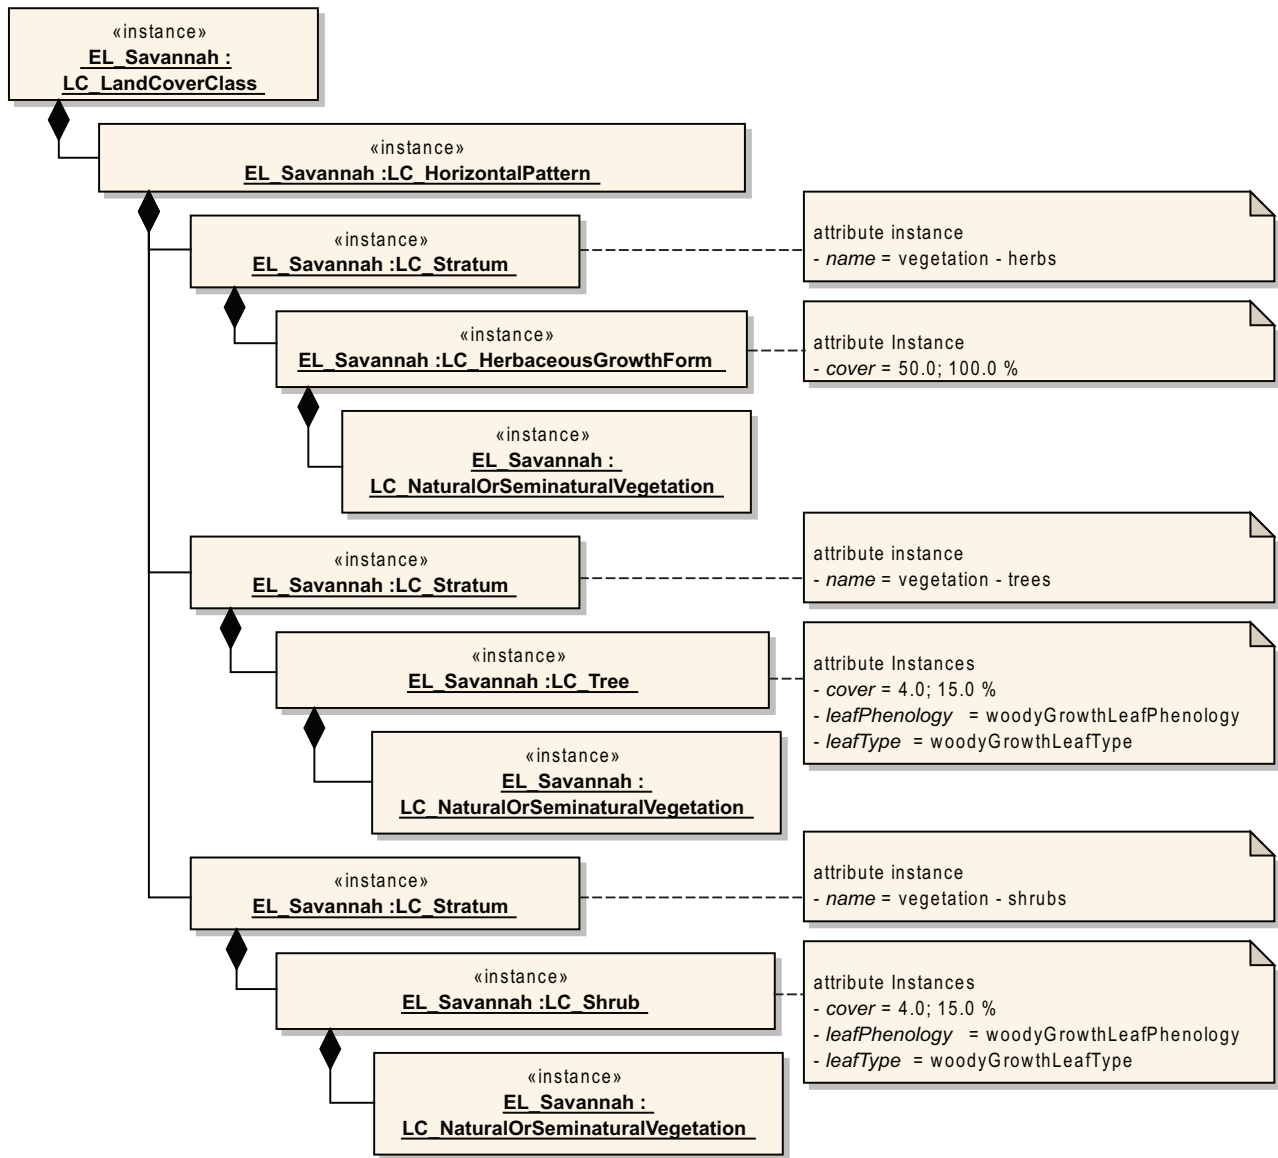 «instance»
EL_Savannah :
LC_LandCoverClass
«instance»
EL_Savannah :LC_HorizontalPattern
«instance»
EL_Savannah :LC_Stratum
attribute instance
- name = vegetation - herbs
«instance»
EL_Savannah :LC_HerbaceousGrowthForm
attribute Instance
- cover = 50.0; 100.0 %
«instance»
EL_Savannah :
LC_NaturalOrSeminaturalVegetation
«instance»
EL_Savannah :LC_Stratum
attribute instance
- name = vegetation - trees
«instance»
EL_Savannah :LC_Tree
attribute Instances
- cover = 4.0; 15.0 %
- leafPhenology = woodyGrowthLeafPhenology
- leafType = woodyGrowthLeafType
«instance»
EL_Savannah :
LC_NaturalOrSeminaturalVegetation
«instance»
EL_Savannah :LC_Stratum
attribute instance
- name = vegetation - shrubs
«instance»
EL_Savannah :LC_Shrub
attribute Instances
- cover = 4.0; 15.0 %
- leafPhenology = woodyGrowthLeafPhenology
- leafType = woodyGrowthLeafType
«instance»
EL_Savannah :
LC_NaturalOrSeminaturalVegetation